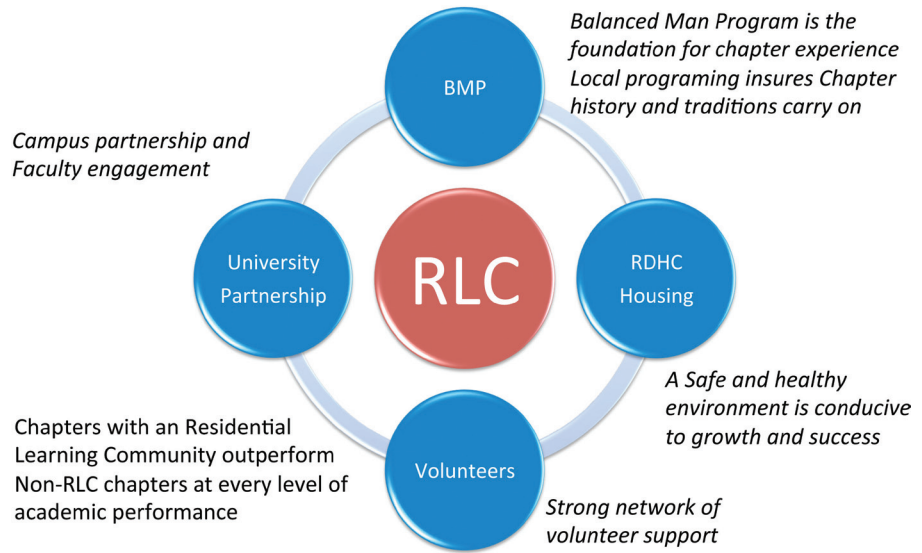 Balanced Man Program is the
foundation for chapter experience
Local programing insures Chapter
history and traditions carry on
BMP
Campus partnership and
Faculty engagement
University
Partnership
RLC
RDHC
Housing
A Safe and healthy
environment is conducive
to growth and success
Chapters with an Residential
Learning Community outperform
Non-RLC chapters at every level of
academic performance
Volunteers
Strong network of
volunteer support